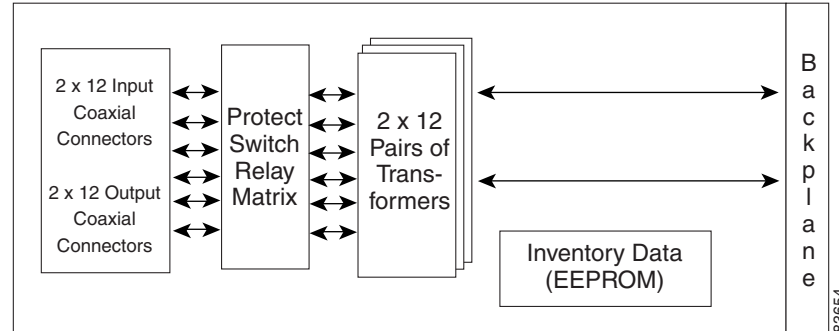 2 x 12 Input
Coaxial
Connectors
2 x 12 Output
Coaxial
Connectors
Protect
Switch
Relay
Matrix
2 x 12
Pairs of
Trans-
formers
Inventory Data
(EEPROM)
Backplane